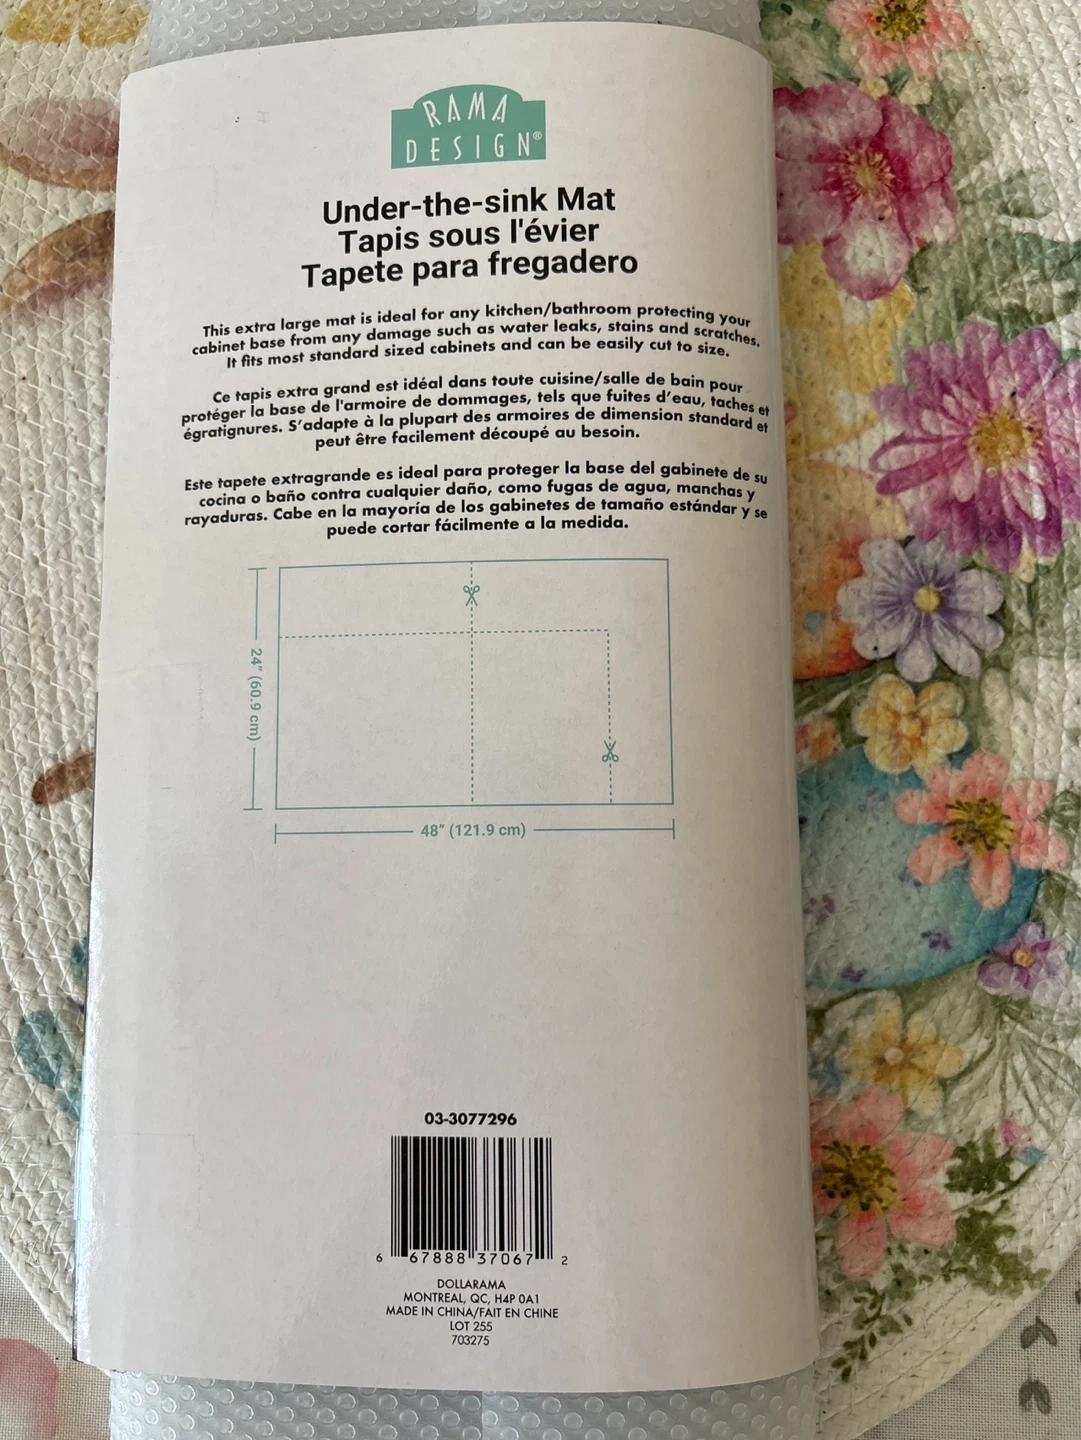 RAMA
DESIGN®
Under-the-sink Mat
Tapis sous l'évier
Tapete para fregadero
This extra large mat is ideal for any kitchen/bathroom protecting your
cabinet base from any damage such as water leaks, stains and scratches.
It fits most standard sized cabinets and can be easily cut to size.
Ce tapis extra grand est idéal dans toute cuisine/salle de bain pour
protéger la base de l'armoire de dommages, tels que fuites d'eau, taches et
égratignures. S'adapte à la plupart des armoires de dimension standard et
peut être facilement découpé au besoin.
Este tapete extragrande es ideal para proteger la base del gabinete de su
cocina o baño contra cualquier daño, como fugas de agua, manchas y
rayaduras. Cabe en la mayoría de los gabinetes de tamaño estándar y se
puede cortar fácilmente a la medida.
24" (60.9 cm)
48" (121.9 cm)
03-3077296
6 67888 37067 2
DOLLARAMA
MONTREAL, QC, H4P 0A1
MADE IN CHINA/FAIT EN CHINE
LOT 255
703275